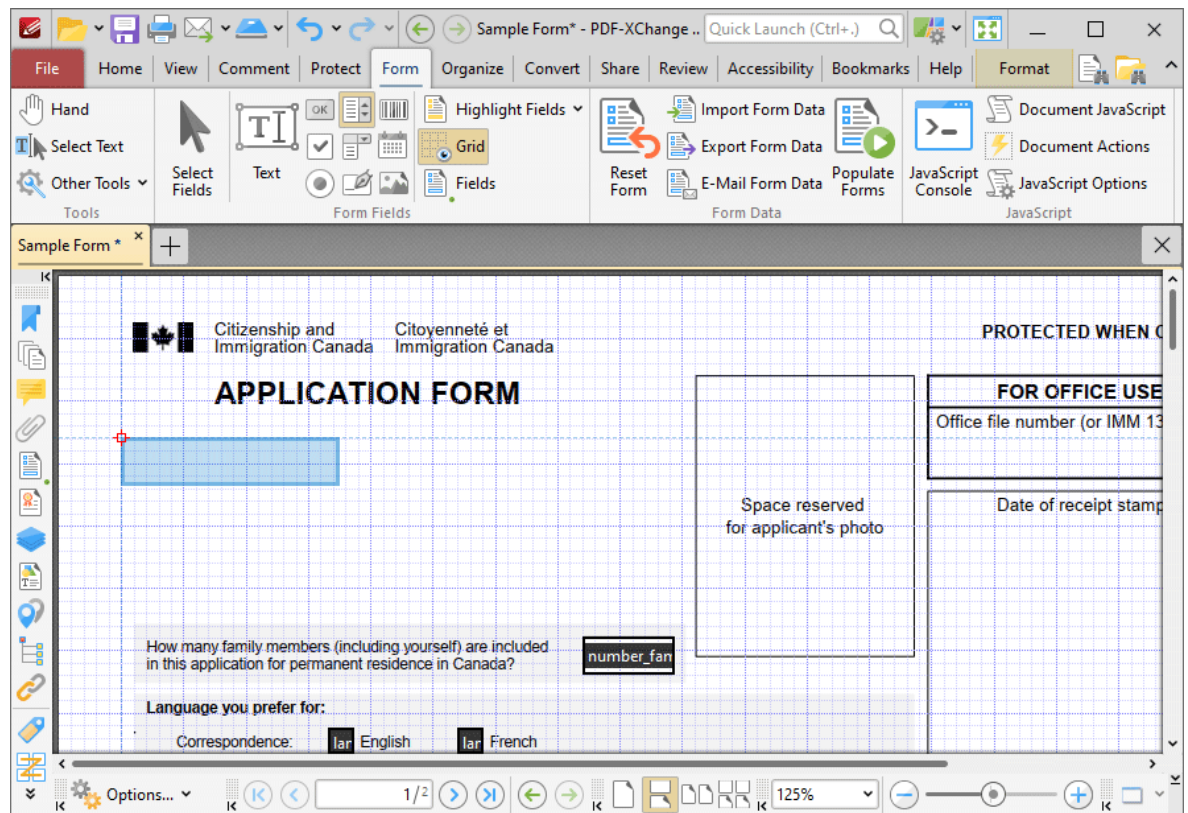 Sample Form* - PDF-XChange .. Quick Launch (Ctrl+.)
File Home View Comment Protect Form Organize Convert Share Review Accessibility Bookmarks Help Format
Hand
Select Text
Other Tools
Tools
Select Fields
Text
OK
Highlight Fields
Grid
Fields
Form Fields
Reset Form
Import Form Data
Export Form Data
E-Mail Form Data
Populate Forms
Form Data
JavaScript Console
Document JavaScript
Document Actions
JavaScript Options
JavaScript
Sample Form *
Citizenship and Citoyenneté et
Immigration Canada Immigration Canada
PROTECTED WHEN
APPLICATION FORM
FOR OFFICE USE
Office file number (or IMM 13
Space reserved
for applicant's photo
Date of receipt stamp
How many family members (including yourself) are included
in this application for permanent residence in Canada?
number_fam
Language you prefer for:
Correspondence: lar English lar French
Options... 1/2 125%